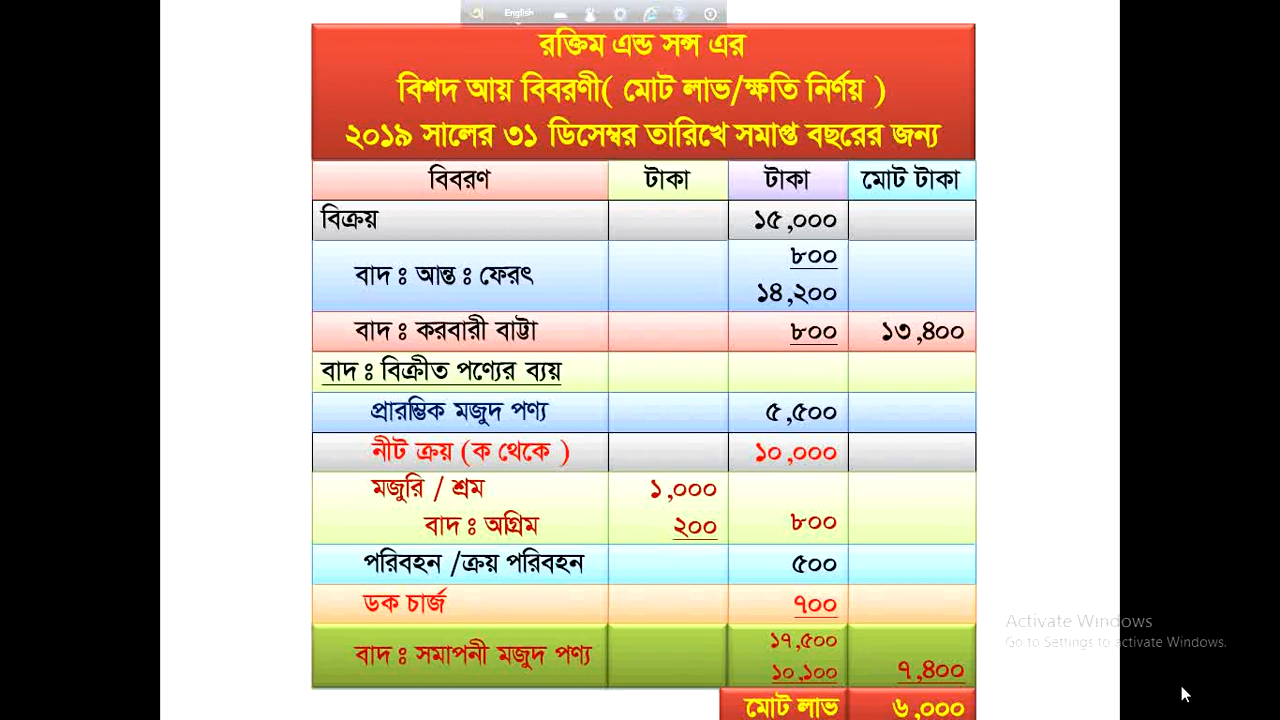 English
রক্তিম এন্ড সন্স এর
বিশদ আয় বিবরণী( মোট লাভ/ক্ষতি নির্ণয় )
২০১৯ সালের ৩১ ডিসেম্বর তারিখে সমাপ্ত বছরের জন্য
বিবরণ টাকা টাকা মোট টাকা
বিক্রয় ১৫,০০০
৮০০
বাদ ঃ আন্ত ঃ ফেরৎ
১৪,২০০
বাদ ঃ করবারী বাট্টা ৮০০ ১৩,৪০০
বাদ ঃ বিক্রীত পণ্যের ব্যয়
প্রারম্ভিক মজুদ পণ্য ৫,৫০০
নীট ক্রয় (ক থেকে ) ১০,০০০
মজুরি / শ্রম ১,০০০
বাদ ঃ অগ্রিম ২০০ ৮০০
পরিবহন /ক্রয় পরিবহন ৫০০
ডক চার্জ ৭০০
১৭,৫০০
বাদ ঃ সমাপনী মজুদ পণ্য
১০,১০০ ৭,৪০০
মোট লাভ ৬,০০০
Activate Windows
Go to Settings to activate Windows.